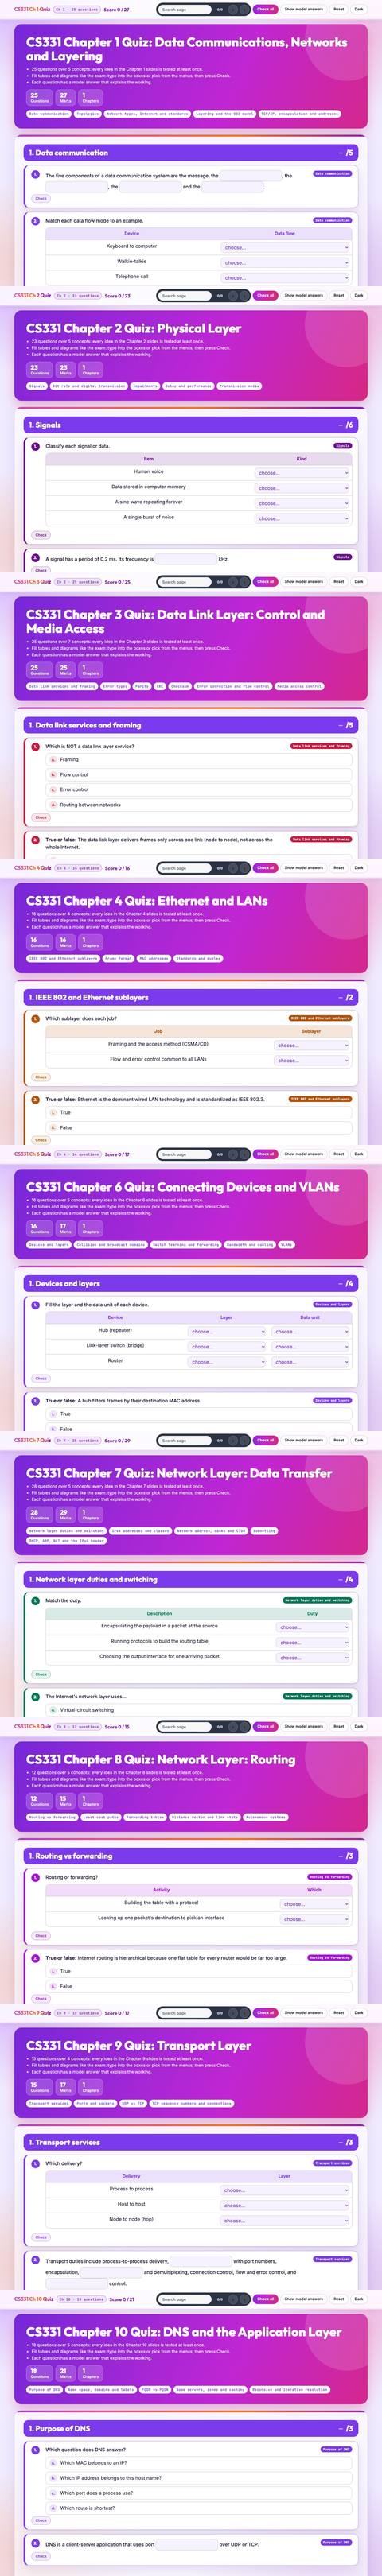 CS331 Ch 1 Quiz Ch 1 · 25 questions Score 0 / 27 Search page 0/0 Check all Show model answers Reset Dark
CS331 Chapter 1 Quiz: Data Communications, Networks
and Layering
25 questions over 5 concepts: every idea in the Chapter 1 slides is tested at least once.
Fill tables and diagrams like the exam: type into the boxes or pick from the menus, then press Check.
Each question has a model answer that explains the working.
25 27 1
Questions Marks Chapters
Data communication Topologies Network types, Internet and standards Layering and the OSI model TCP/IP, encapsulation and addresses
1. Data communication – /5
1. The five components of a data communication system are the message, the , the Data communication
, the and the .
Check
2. Match each data flow mode to an example. Data communication
Device Data flow
Keyboard to computer choose...
Walkie-talkie choose...
Telephone call choose...
CS331 Ch 2 Quiz Ch 2 · 23 questions Score 0 / 23 Search page 0/0 Check all Show model answers Reset Dark
CS331 Chapter 2 Quiz: Physical Layer
23 questions over 5 concepts: every idea in the Chapter 2 slides is tested at least once.
Fill tables and diagrams like the exam: type into the boxes or pick from the menus, then press Check.
Each question has a model answer that explains the working.
23 23 1
Questions Marks Chapters
Signals Bit rate and digital transmission Impairments Delay and performance Transmission media
1. Signals – /6
1. Classify each signal or data. Signals
Item Kind
Human voice choose...
Data stored in computer memory choose...
A sine wave repeating forever choose...
A single burst of noise choose...
Check
2. A signal has a period of 0.2 ms. Its frequency is kHz. Signals
Check
CS331 Ch 3 Quiz Score 0 / 25 Search page 0/0 Check all Show model answers Reset Dark
CS331 Chapter 3 Quiz: Data Link Layer: Control and
Media Access
25 questions over 7 concepts: every idea in the Chapter 3 slides is tested at least once.
Fill tables and diagrams like the exam: type into the boxes or pick from the menus, then press Check.
Each question has a model answer that explains the working.
25 25 1
Questions Marks Chapters
Data link services and framing Error types Parity CRC Checksum Error correction and flow control Media access control
1. Data link services and framing – /5
1. Which is NOT a data link layer service? Data link services and framing
Framing
Flow control
Error control
Routing between networks
Check
2. True or false: The data link layer delivers frames only across one link (node to node), not across the Data link services and framing
whole Internet.
CS331 Ch 4 Quiz Ch 4 · 16 questions Score 0 / 16 Search page 0/0 Check all Show model answers Reset Dark
CS331 Chapter 4 Quiz: Ethernet and LANs
16 questions over 4 concepts: every idea in the Chapter 4 slides is tested at least once.
Fill tables and diagrams like the exam: type into the boxes or pick from the menus, then press Check.
Each question has a model answer that explains the working.
16 16 1
Questions Marks Chapters
IEEE 802 and Ethernet sublayers Frame format MAC addresses Standards and duplex
1. IEEE 802 and Ethernet sublayers – /2
1. Which sublayer does each job? IEEE 802 and Ethernet sublayers
Job Sublayer
Framing and the access method (CSMA/CD) choose...
Flow and error control common to all LANs choose...
Check
2. True or false: Ethernet is the dominant wired LAN technology and is standardized as IEEE 802.3. IEEE 802 and Ethernet sublayers
True
False
Check
CS331 Ch 6 Quiz Ch 6 · 16 questions Score 0 / 17 Search page 0/0 Check all Show model answers Reset Dark
CS331 Chapter 6 Quiz: Connecting Devices and VLANs
16 questions over 5 concepts: every idea in the Chapter 6 slides is tested at least once.
Fill tables and diagrams like the exam: type into the boxes or pick from the menus, then press Check.
Each question has a model answer that explains the working.
16 17 1
Questions Marks Chapters
Devices and layers Collision and broadcast domains Switch learning and forwarding Bandwidth and cabling VLANs
1. Devices and layers – /4
1. Fill the layer and the data unit of each device. Devices and layers
Device Layer Data unit
Hub (repeater) choose... choose...
Link-layer switch (bridge) choose... choose...
Router choose... choose...
Check
2. True or false: A hub filters frames by their destination MAC address. Devices and layers
True
False
CS331 Ch 7 Quiz Ch 7 · 28 questions Score 0 / 29 Search page 0/0 Check all Show model answers Reset Dark
CS331 Chapter 7 Quiz: Network Layer: Data Transfer
28 questions over 5 concepts: every idea in the Chapter 7 slides is tested at least once.
Fill tables and diagrams like the exam: type into the boxes or pick from the menus, then press Check.
Each question has a model answer that explains the working.
28 29 1
Questions Marks Chapters
Network layer duties and switching IPv4 addresses and classes Network address, masks and CIDR Subnetting
DHCP, ARP, NAT and the IPv4 header
1. Network layer duties and switching – /4
1. Match the duty. Network layer duties and switching
Description Duty
Encapsulating the payload in a packet at the source choose...
Running protocols to build the routing table choose...
Choosing the output interface for one arriving packet choose...
Check
2. The Internet's network layer uses... Network layer duties and switching
Virtual-circuit switching
CS331 Ch 8 Quiz Ch 8 · 12 questions Score 0 / 15 Search page 0/0 Check all Show model answers Reset Dark
CS331 Chapter 8 Quiz: Network Layer: Routing
12 questions over 5 concepts: every idea in the Chapter 8 slides is tested at least once.
Fill tables and diagrams like the exam: type into the boxes or pick from the menus, then press Check.
Each question has a model answer that explains the working.
12 15 1
Questions Marks Chapters
Routing vs forwarding Least-cost paths Forwarding tables Distance vector and link state Autonomous systems
1. Routing vs forwarding – /3
1. Routing or forwarding? Routing vs forwarding
Activity Which
Building the table with a protocol choose...
Looking up one packet's destination to pick an interface choose...
Check
2. True or false: Internet routing is hierarchical because one flat table for every router would be far too large. Routing vs forwarding
True
False
Check
CS331 Ch 9 Quiz Ch 9 · 15 questions Score 0 / 17 Search page 0/0 Check all Show model answers Reset Dark
CS331 Chapter 9 Quiz: Transport Layer
15 questions over 4 concepts: every idea in the Chapter 9 slides is tested at least once.
Fill tables and diagrams like the exam: type into the boxes or pick from the menus, then press Check.
Each question has a model answer that explains the working.
15 17 1
Questions Marks Chapters
Transport services Ports and sockets UDP vs TCP TCP sequence numbers and connections
1. Transport services – /3
1. Which delivery? Transport services
Delivery Layer
Process to process choose...
Host to host choose...
Node to node (hop) choose...
Check
2. Transport duties include process-to-process delivery, with port numbers, Transport services
encapsulation, and demultiplexing, connection control, flow and error control, and
control.
CS331 Ch 10 Quiz Ch 10 · 18 questions Score 0 / 21 Search page 0/0 Check all Show model answers Reset Dark
CS331 Chapter 10 Quiz: DNS and the Application Layer
18 questions over 5 concepts: every idea in the Chapter 10 slides is tested at least once.
Fill tables and diagrams like the exam: type into the boxes or pick from the menus, then press Check.
Each question has a model answer that explains the working.
18 21 1
Questions Marks Chapters
Purpose of DNS Name space, domains and labels FQDN vs PQDN Name servers, zones and caching Recursive and iterative resolution
1. Purpose of DNS – /3
1. Which question does DNS answer? Purpose of DNS
Which MAC belongs to an IP?
Which IP address belongs to this host name?
Which port does a process use?
Which route is shortest?
Check
2. DNS is a client-server application that uses port over UDP or TCP. Purpose of DNS
Check